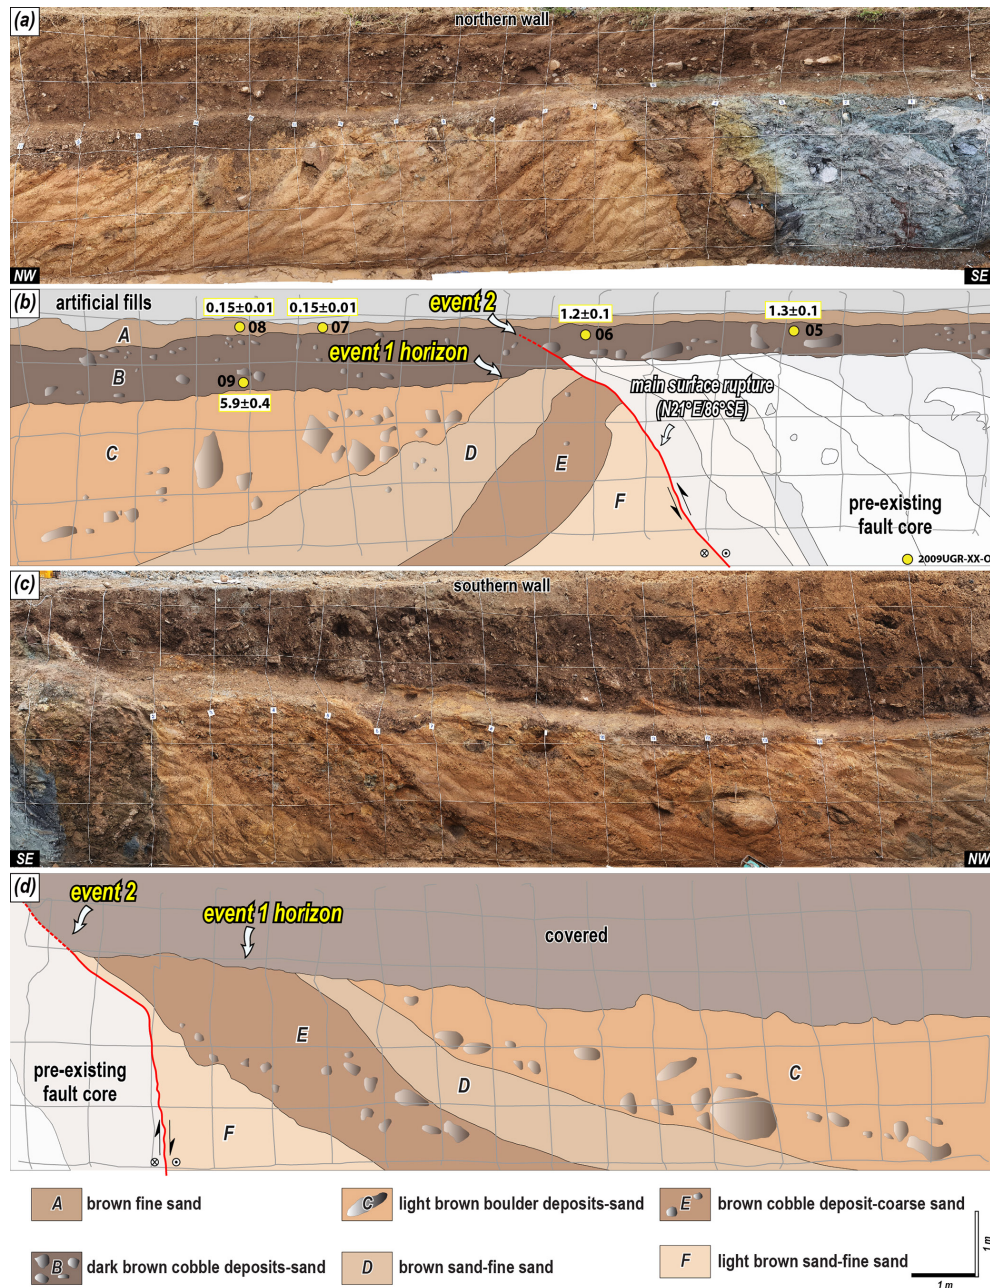 (a)
northern wall
NW
SE
(b)
artificial fills
0.15±0.01
0.15±0.01
event 2
1.2±0.1
1.3±0.1
A
08
07
06
05
event 1 horizon
B
09
5.9±0.4
main surface rupture
(N21°E/86°SE)
C
D
E
F
pre-existing
fault core
2009UGR-XX-O
(c)
southern wall
SE
NW
(d)
event 2
event 1 horizon
covered
E
pre-existing
fault core
D
C
F
A brown fine sand
C light brown boulder deposits-sand
E brown cobble deposit-coarse sand
B dark brown cobble deposits-sand
D brown sand-fine sand
F light brown sand-fine sand
1 m
1 m